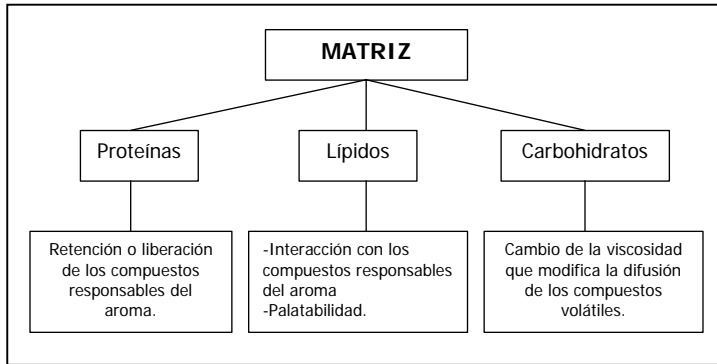 MATRIZ
Proteínas
Lípidos
Carbohidratos
Retención o liberación
de los compuestos
responsables del
aroma.
-Interacción con los
compuestos responsables
del aroma
-Palatabilidad.
Cambio de la viscosidad
que modifica la difusión
de los compuestos
volátiles.